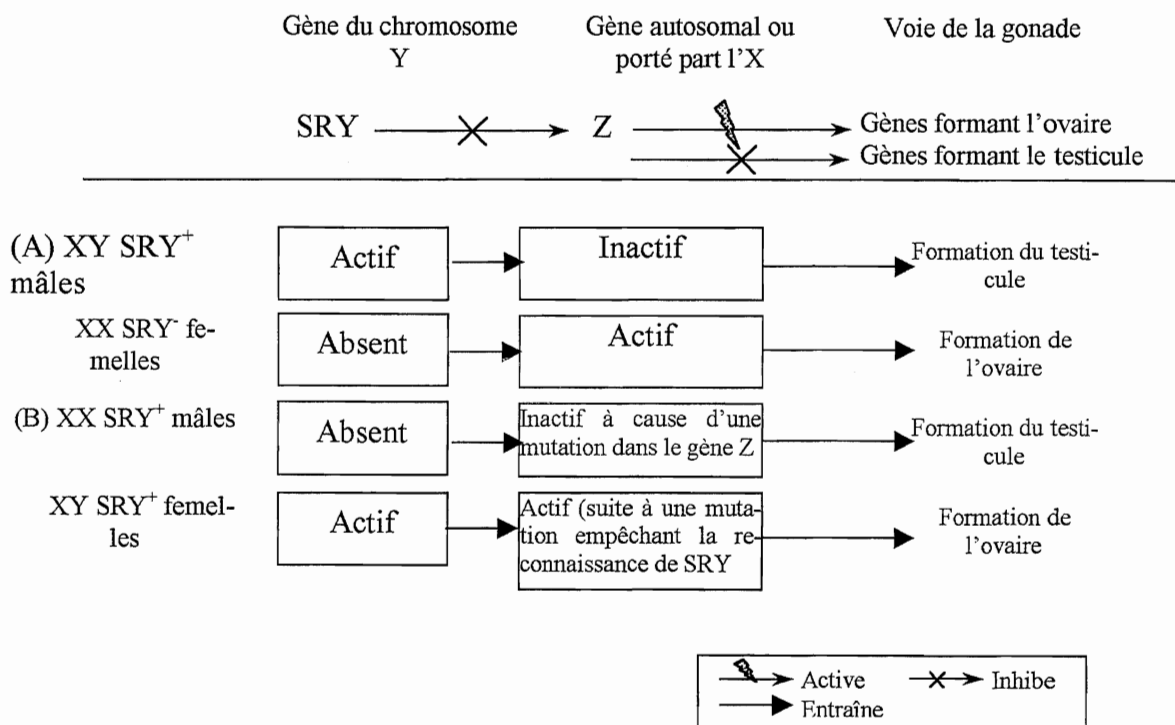 Gène du chromosome
Y
Gène autosomal ou
porté part l'X
Voie de la gonade
SRY
Z
Gènes formant l'ovaire
Gènes formant le testicule
(A) XY SRY⁺
mâles
Actif
Inactif
Formation du testi-
cule
XX SRY⁻ fe-
melles
Absent
Actif
Formation de
l'ovaire
(B) XX SRY⁺ mâles
Absent
Inactif à cause d'une
mutation dans le gène Z
Formation du testi-
cule
XY SRY⁺ femel-
les
Actif
Actif (suite à une muta-
tion empêchant la re-
connaissance de SRY
Formation de
l'ovaire
Active
Inhibe
Entraîne